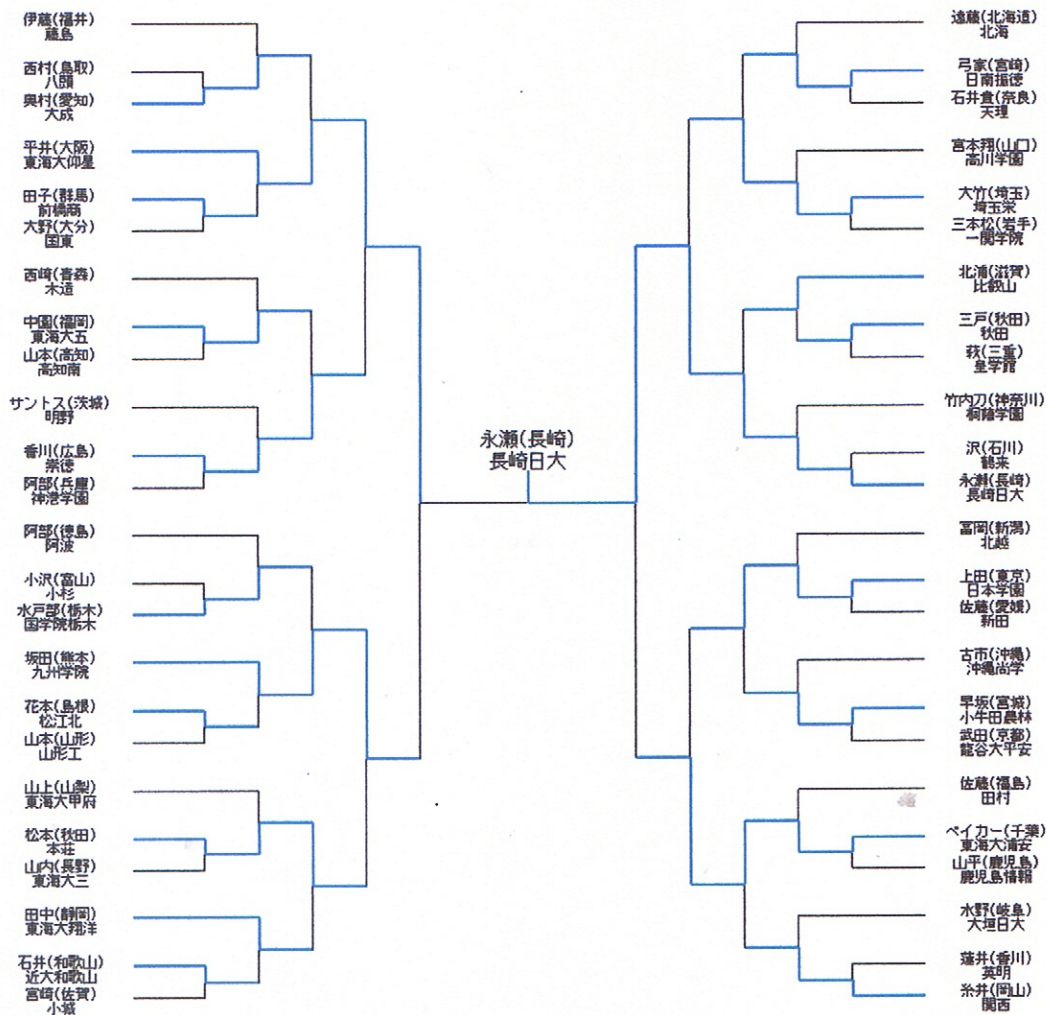 伊藤(福井)
藤島
西村(鳥取)
八頭
奥村(愛知)
大成
平井(大阪)
東海大仰星
田子(群馬)
前橋商
大野(大分)
国東
西崎(青森)
木造
中園(福岡)
東海大五
山本(高知)
高知南
サントス(茨城)
明野
香川(広島)
崇徳
阿部(兵庫)
神港学園
阿部(徳島)
阿波
小沢(富山)
小杉
水戸部(栃木)
国学院栃木
坂田(熊本)
九州学院
花本(島根)
松江北
山本(山形)
山形工
山上(山梨)
東海大甲府
松本(秋田)
本荘
山内(長野)
東海大三
田中(静岡)
東海大翔洋
石井(和歌山)
近大和歌山
宮崎(佐賀)
小城
永瀬(長崎)
長崎日大
遠藤(北海道)
北海
弓家(宮崎)
日南振徳
石井貴(奈良)
天理
宮本翔(山口)
高川学園
大竹(埼玉)
埼玉栄
三本松(岩手)
一関学院
北浦(滋賀)
比叡山
三戸(秋田)
秋田
萩(三重)
皇学館
竹内刀(神奈川)
桐蔭学園
沢(石川)
鶴来
永瀬(長崎)
長崎日大
冨岡(新潟)
北越
上田(東京)
日本学園
佐藤(愛媛)
新田
古市(沖縄)
沖縄尚学
早坂(宮城)
小牛田農林
武田(京都)
龍谷大平安
佐藤(福島)
田村
ベイカー(千葉)
東海大浦安
山平(鹿児島)
鹿児島情報
水野(岐阜)
大垣日大
蓮井(香川)
英明
糸井(岡山)
関西